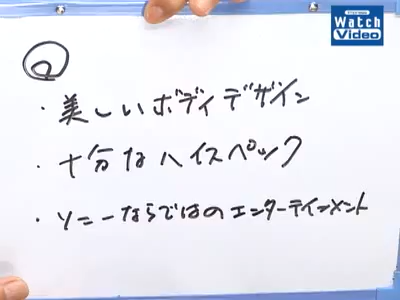 Watch
Video
Q
・美しいボディデザイン
・十分なハイスペック
・ソニーならではのエンターテインメント